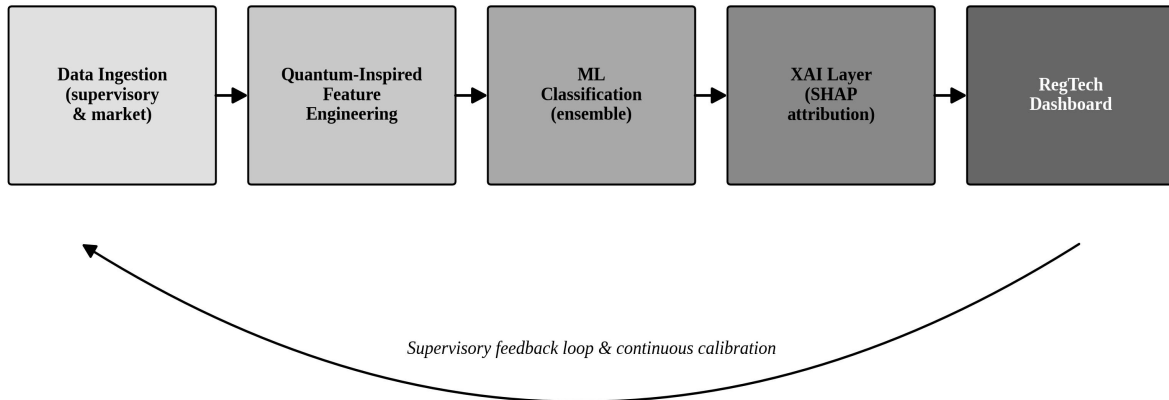 Data Ingestion
(supervisory
& market)
Quantum-Inspired
Feature
Engineering
ML
Classification
(ensemble)
XAI Layer
(SHAP
attribution)
RegTech
Dashboard
Supervisory feedback loop & continuous calibration